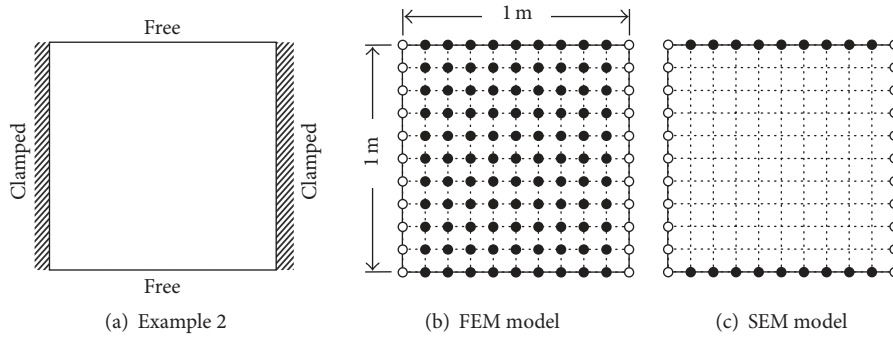 Free
Clamped
Clamped
Free
(a) Example 2
1 m
1 m
(b) FEM model
(c) SEM model